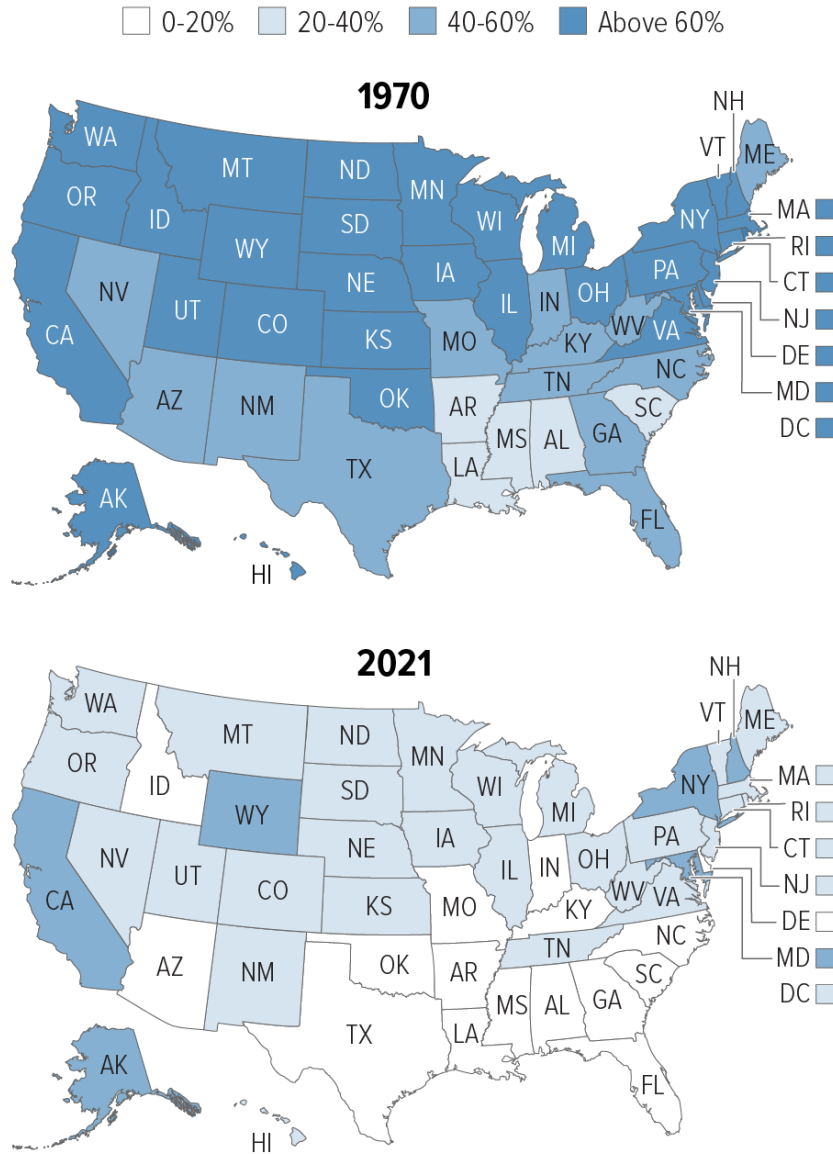 0-20% 20-40% 40-60% Above 60%
1970
NH
VT
ME
WA
MT
ND
MN
OR
ID
SD
WI
NY
MA
WY
MI
RI
IA
PA
CT
NE
NV
OH
IL
IN
NJ
UT
CO
CA
KS
MO
WV
VA
DE
KY
NC
MD
TN
AZ
NM
OK
AR
SC
DC
MS
AL
GA
TX
LA
AK
FL
HI
2021
NH
VT
ME
WA
MT
ND
OR
MN
ID
SD
WI
NY
MA
WY
MI
RI
IA
PA
CT
NE
NV
OH
IL
IN
NJ
UT
CO
CA
KS
MO
WV
VA
DE
KY
NC
TN
MD
AZ
NM
OK
AR
SC
DC
MS
AL
GA
TX
LA
AK
FL
HI